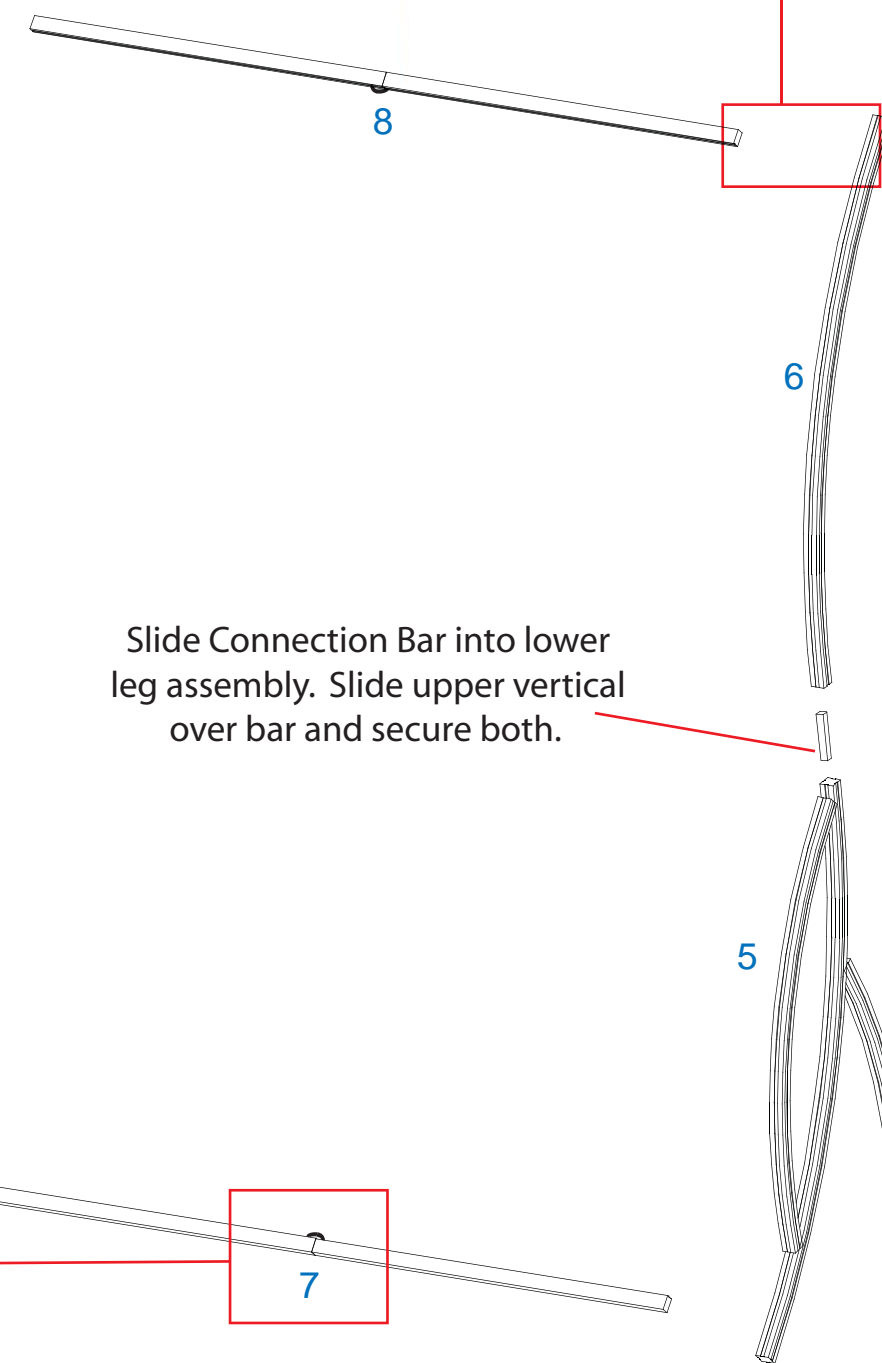 8
6
Slide Connection Bar into lower
leg assembly.  Slide upper vertical
over bar and secure both.
5
7